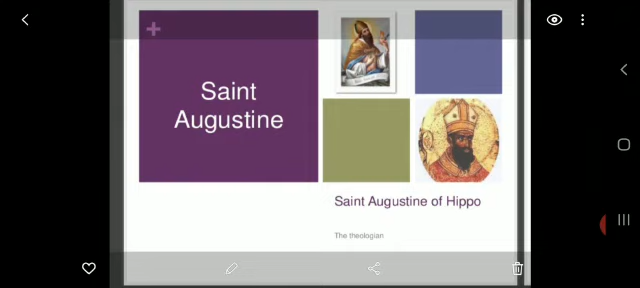 Saint
Augustine
Saint Augustine of Hippo
The theologian